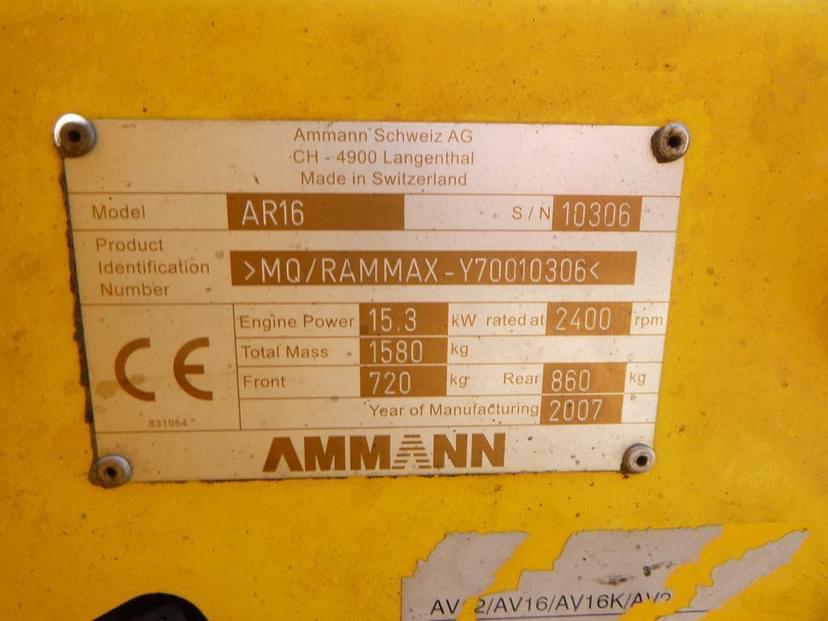 Ammann Schweiz AG
CH - 4900 Langenthal
Made in Switzerland
Model AR16 S / N 10306
Product Identification Number >MQ/RAMMAX-Y70010306<
Engine Power 15.3 kW rated at 2400 rpm
Total Mass 1580 kg
Front 720 kg Rear 860 kg
Year of Manufacturing 2007
CE
831954
AMMANN
/AV16/AV16K/